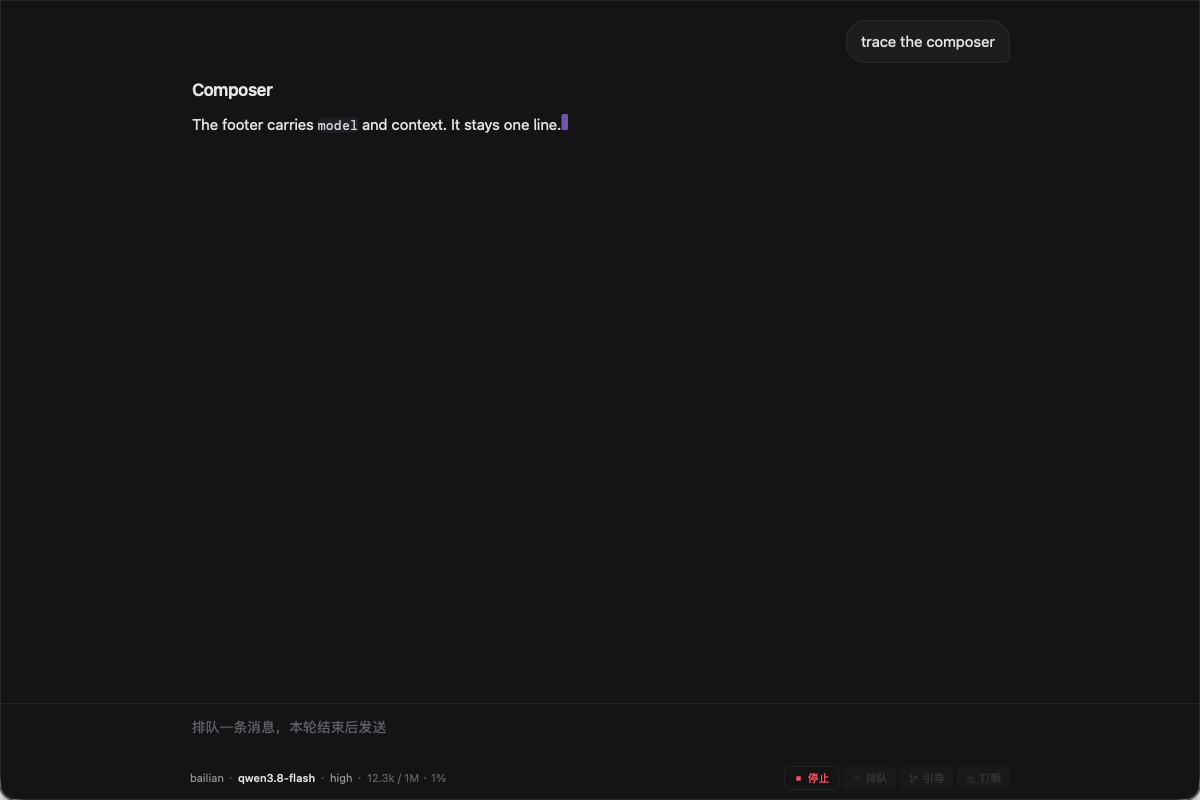 trace the composer
Composer
The footer carries model and context. It stays one line.
排队一条消息，本轮结束后发送
bailian · qwen3.8-flash · high · 12.3k / 1M · 1%
停止 排队 引导 打断